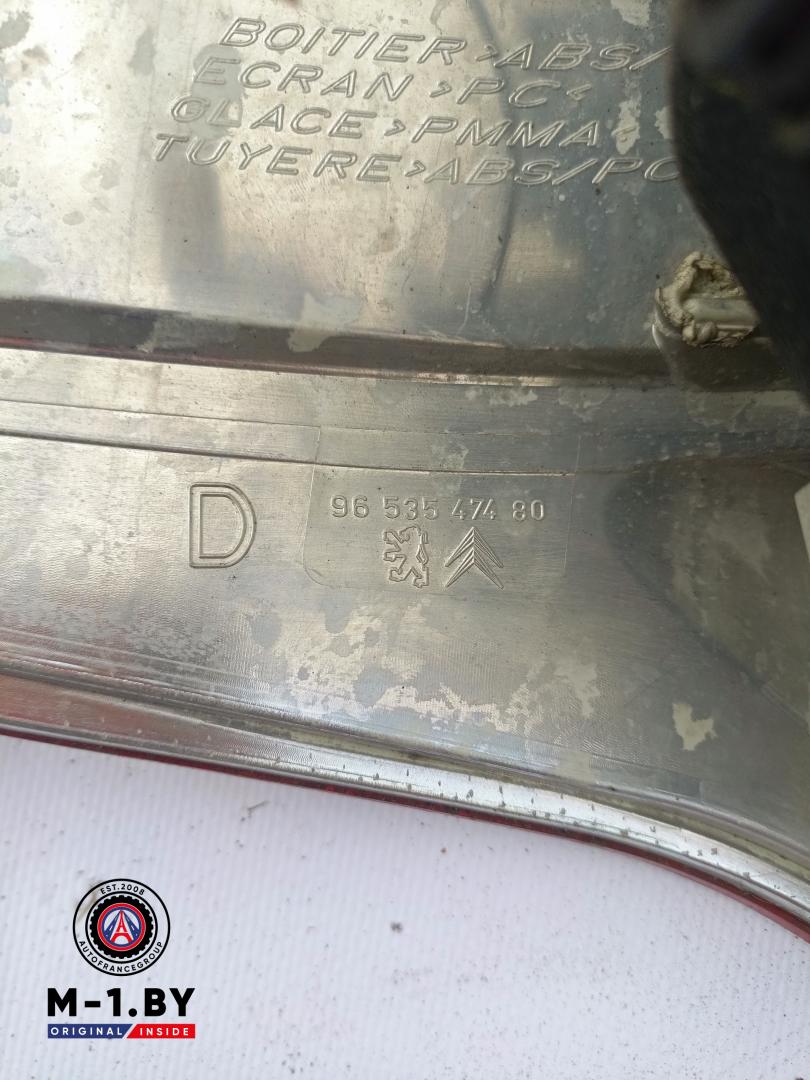 BOITIER >ABS/
ECRAN >PC<
GLACE >PMMA<
TUYERE >ABS/PC
D
96 535 474 80
EST.2008
AUTOFRANCEGROUP
M-1.BY
ORIGINAL INSIDE